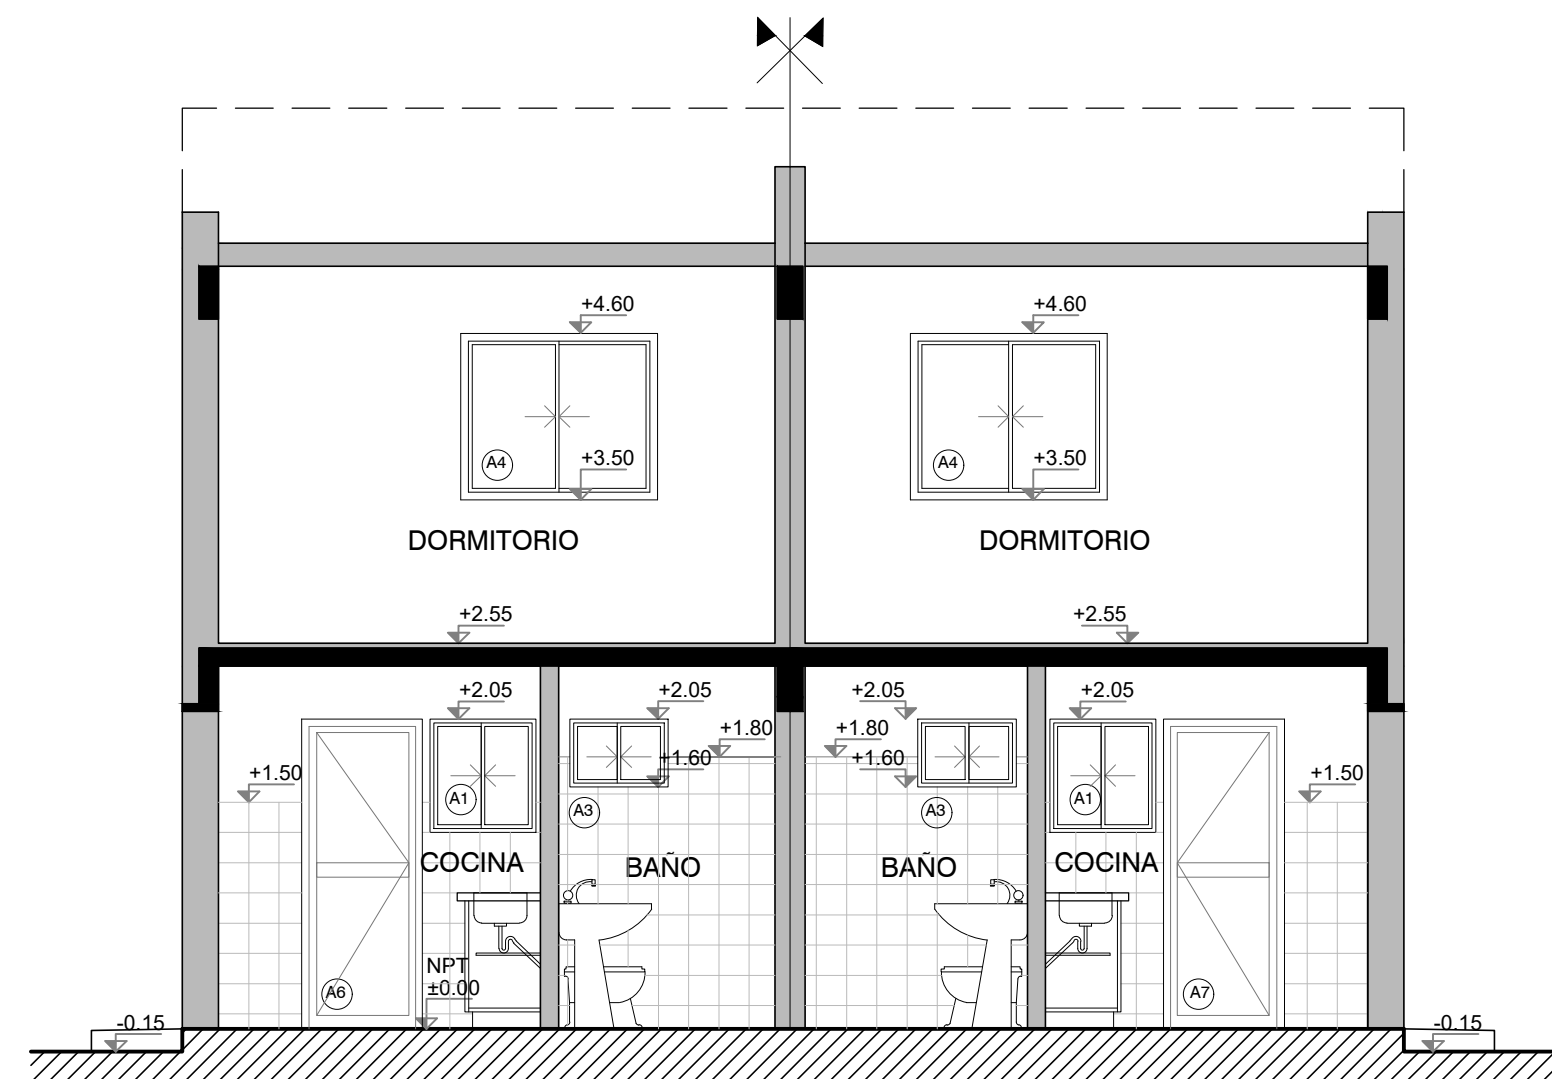 +4.60
+4.60
A4
+3.50
A4
+3.50
DORMITORIO
DORMITORIO
+2.55
+2.55
+2.05
+2.05
+2.05
+2.05
+1.80
+1.80
+1.60
+1.60
+1.50
+1.50
A1
A1
A3
A3
COCINA
BAÑO
BAÑO
COCINA
NPT
±0.00
A6
A7
-0.15
-0.15